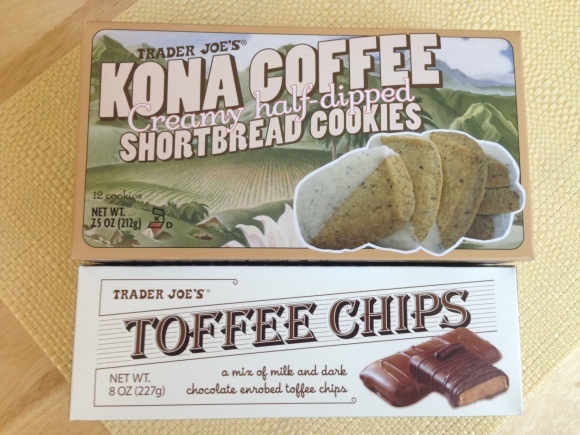 TRADER JOE'S®
KONA COFFEE
Creamy half-dipped
SHORTBREAD COOKIES
12 cookies
NET WT.
7.5 OZ (212g)
D
TRADER JOE'S®
TOFFEE CHIPS
NET WT.
8 OZ (227g)
a mix of milk and dark
chocolate enrobed toffee chips